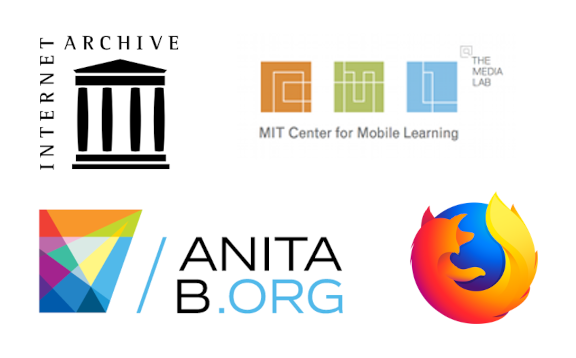 INTERNET
ARCHIVE
THE
MEDIA
LAB
MIT Center for Mobile Learning
ANITA
B.ORG